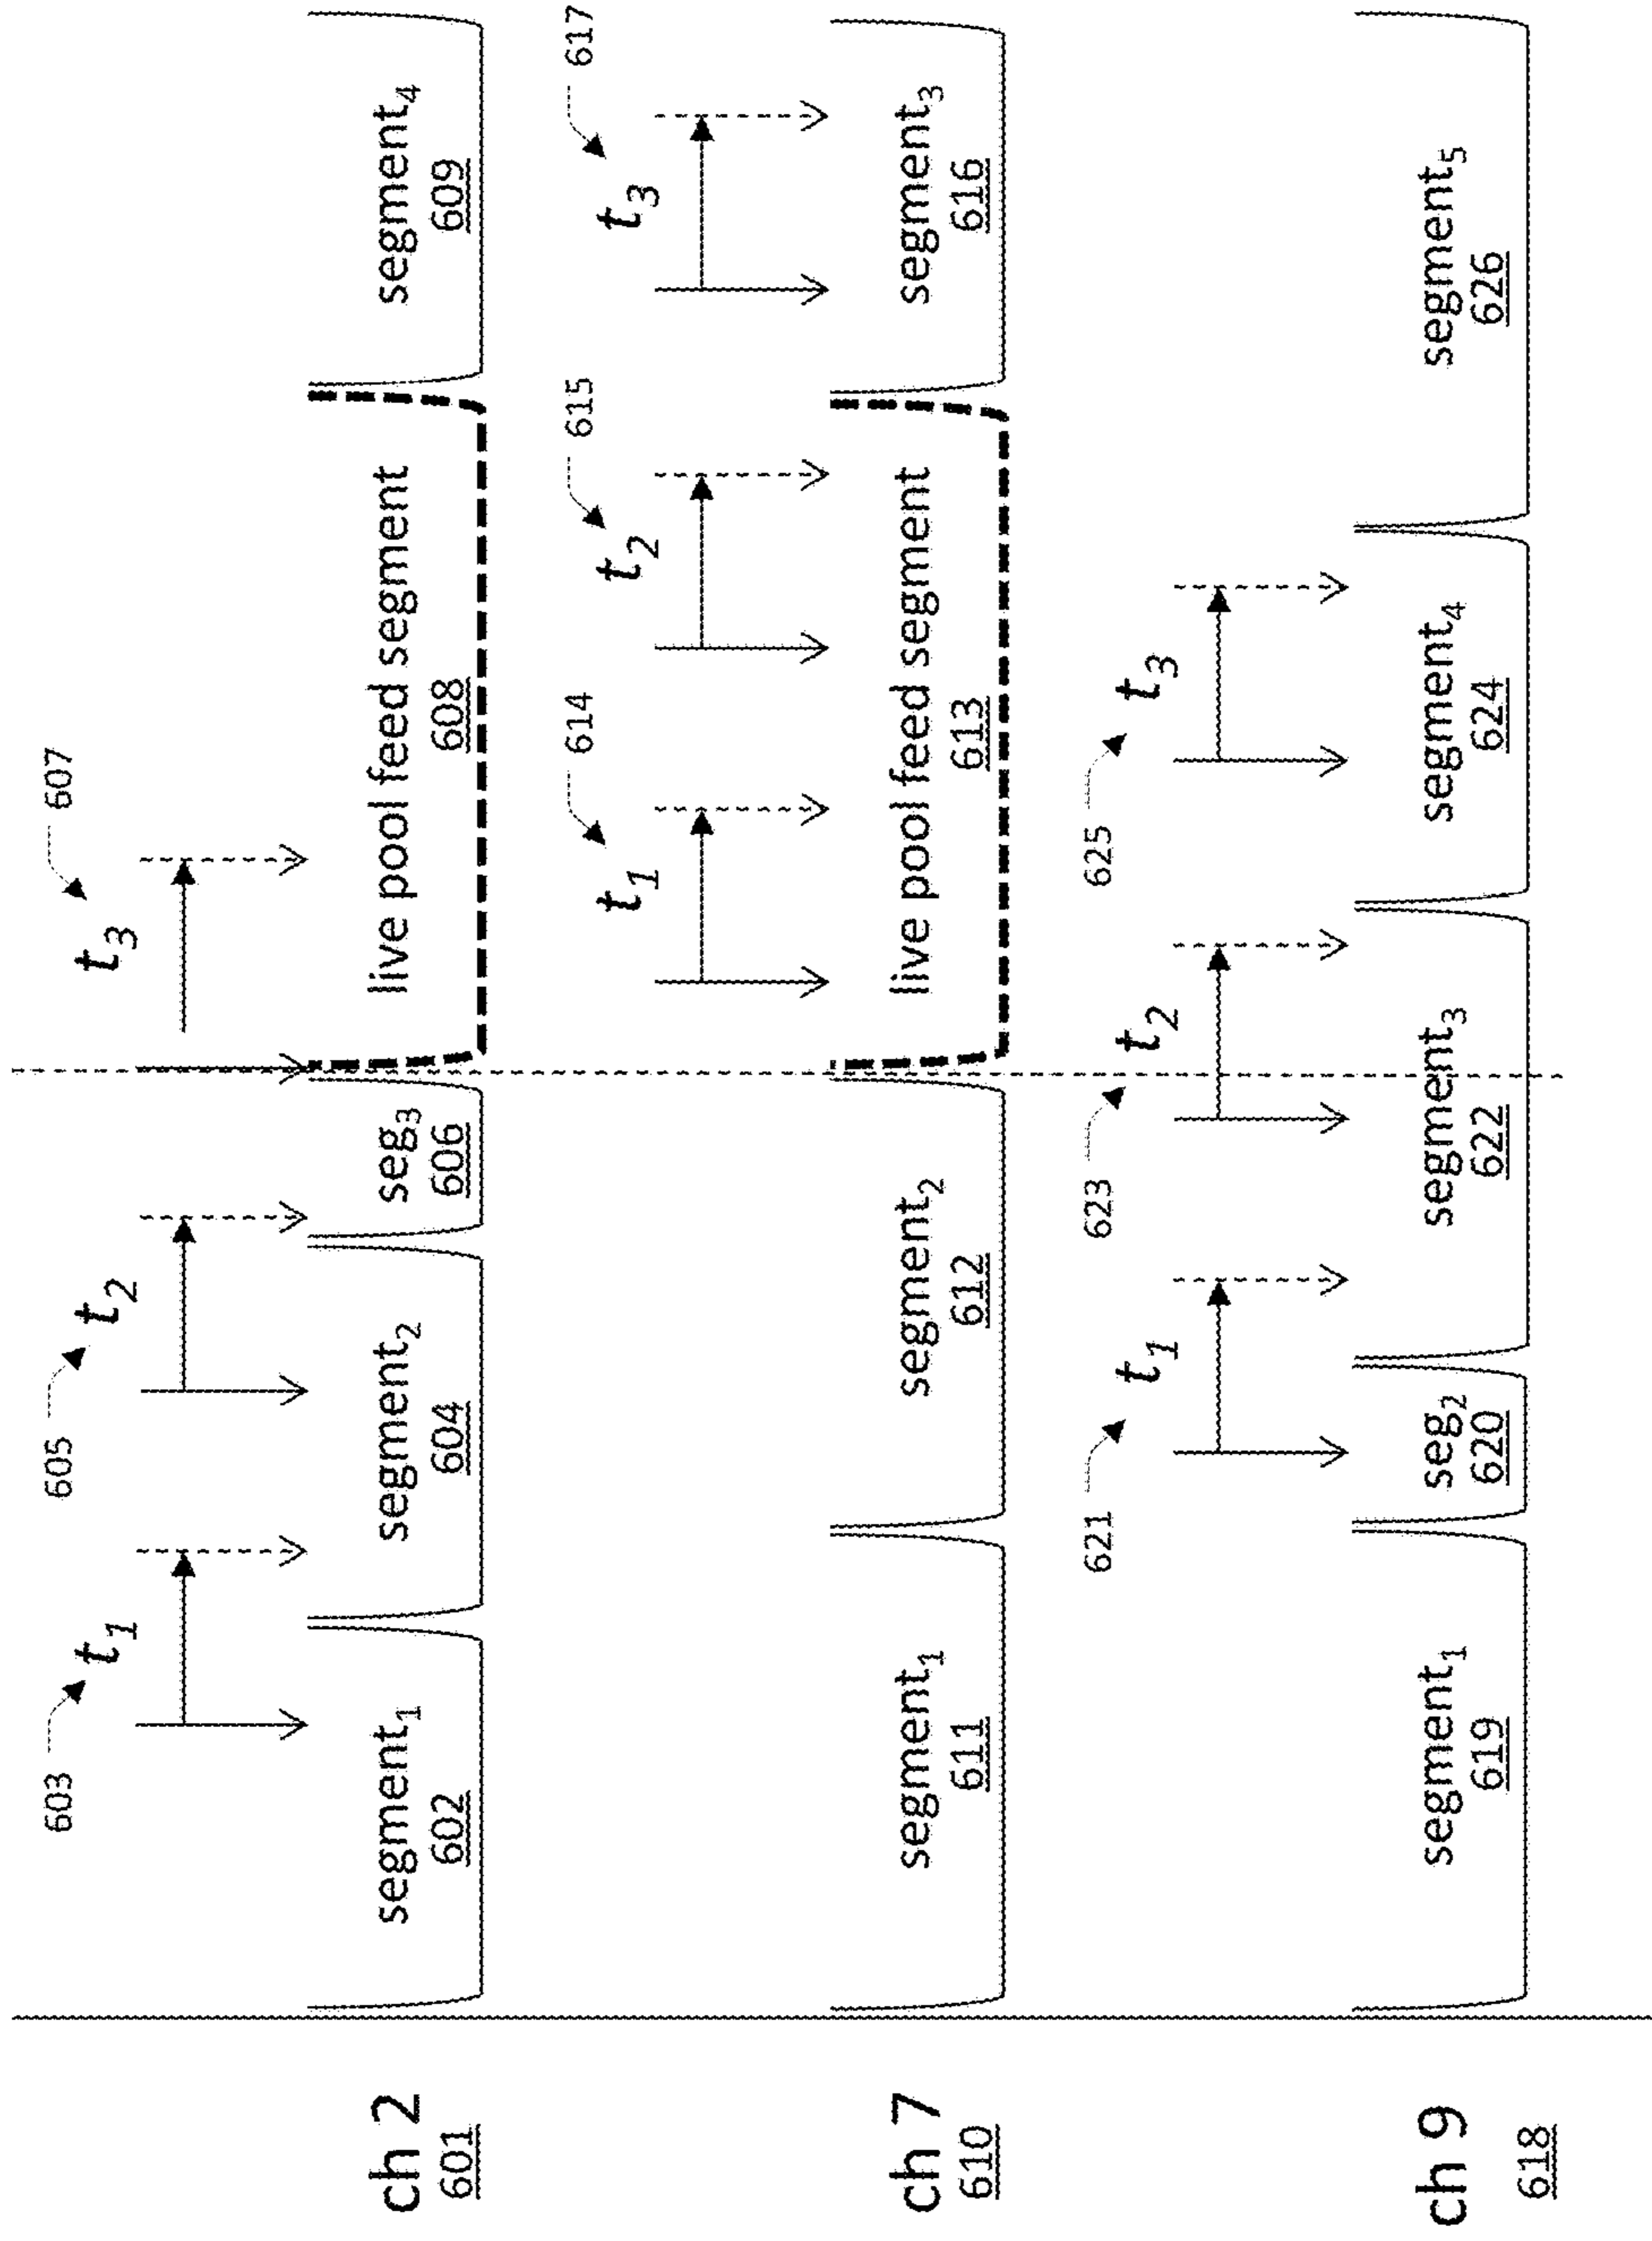 603
605
607
t₁
t₂
t₃
ch 2
601
segment₁
602
segment₂
604
seg₃
606
live pool feed segment
608
segment₄
609
614
615
617
t₁
t₂
t₃
ch 7
610
segment₁
611
segment₂
612
live pool feed segment
613
segment₃
616
621
623
625
t₁
t₂
t₃
ch 9
618
segment₁
619
seg₂
620
segment₃
622
segment₄
624
segment₅
626